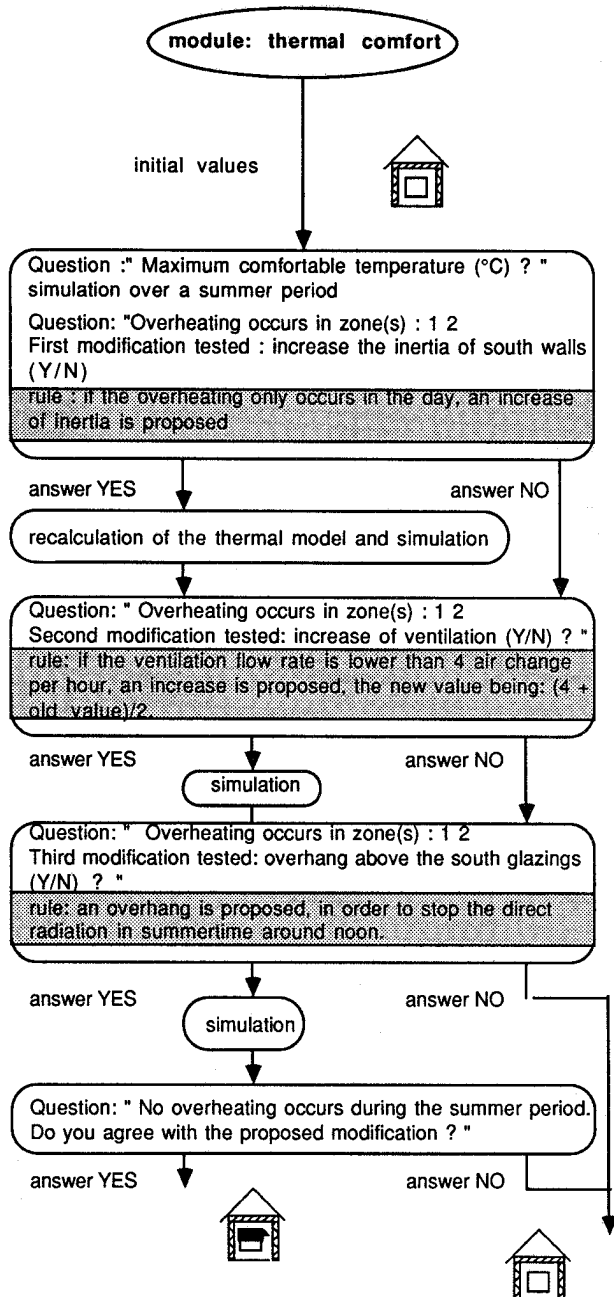 module: thermal comfort
initial values
Question :" Maximum comfortable temperature (°C) ? "
simulation over a summer period
Question: "Overheating occurs in zone(s) : 1 2
First modification tested : increase the inertia of south walls
(Y/N)
rule : if the overheating only occurs in the day, an increase
of inertia is proposed
answer YES
answer NO
recalculation of the thermal model and simulation
Question: " Overheating occurs in zone(s) : 1 2
Second modification tested: increase of ventilation (Y/N) ? "
rule: if the ventilation flow rate is lower than 4 air change
per hour, an increase is proposed, the new value being: (4 +
old value)/2.
answer YES
answer NO
simulation
Question: " Overheating occurs in zone(s) : 1 2
Third modification tested: overhang above the south glazings
(Y/N) ? "
rule: an overhang is proposed, in order to stop the direct
radiation in summertime around noon.
answer YES
answer NO
simulation
Question: " No overheating occurs during the summer period.
Do you agree with the proposed modification ? "
answer YES
answer NO